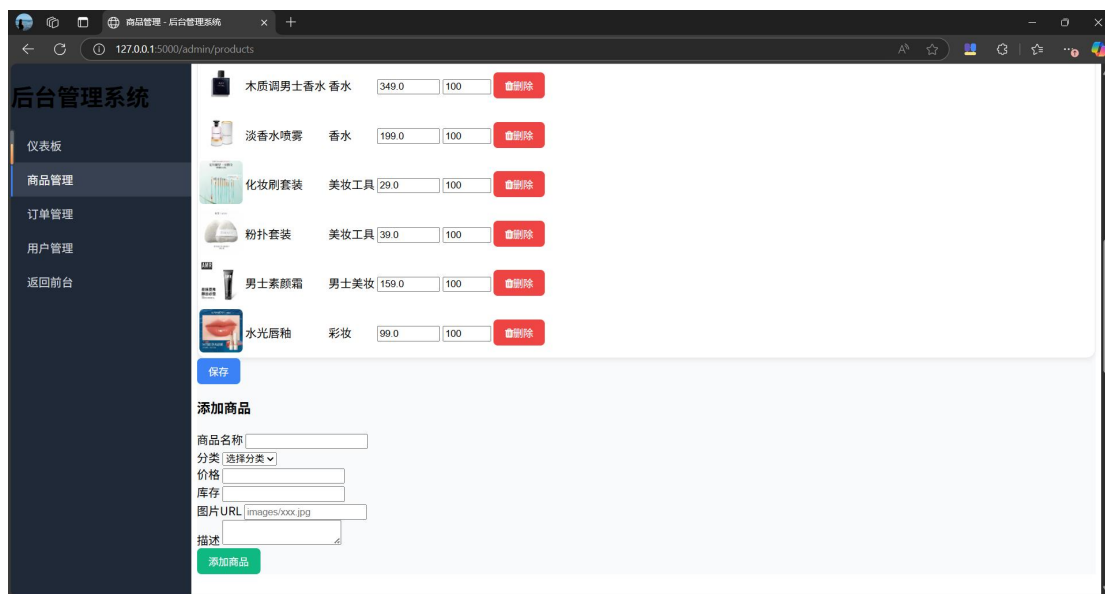 商品管理 - 后台管理系统
127.0.0.1:5000/admin/products
后台管理系统
仪表板
商品管理
订单管理
用户管理
返回前台
木质调男士香水 香水 349.0 100 删除
淡香水喷雾 香水 199.0 100 删除
化妆刷套装 美妆工具 29.0 100 删除
粉扑套装 美妆工具 39.0 100 删除
男士素颜霜 男士美妆 159.0 100 删除
水光唇釉 彩妆 99.0 100 删除
保存
添加商品
商品名称
分类 选择分类
价格
库存
图片URL images/xxx.jpg
描述
添加商品